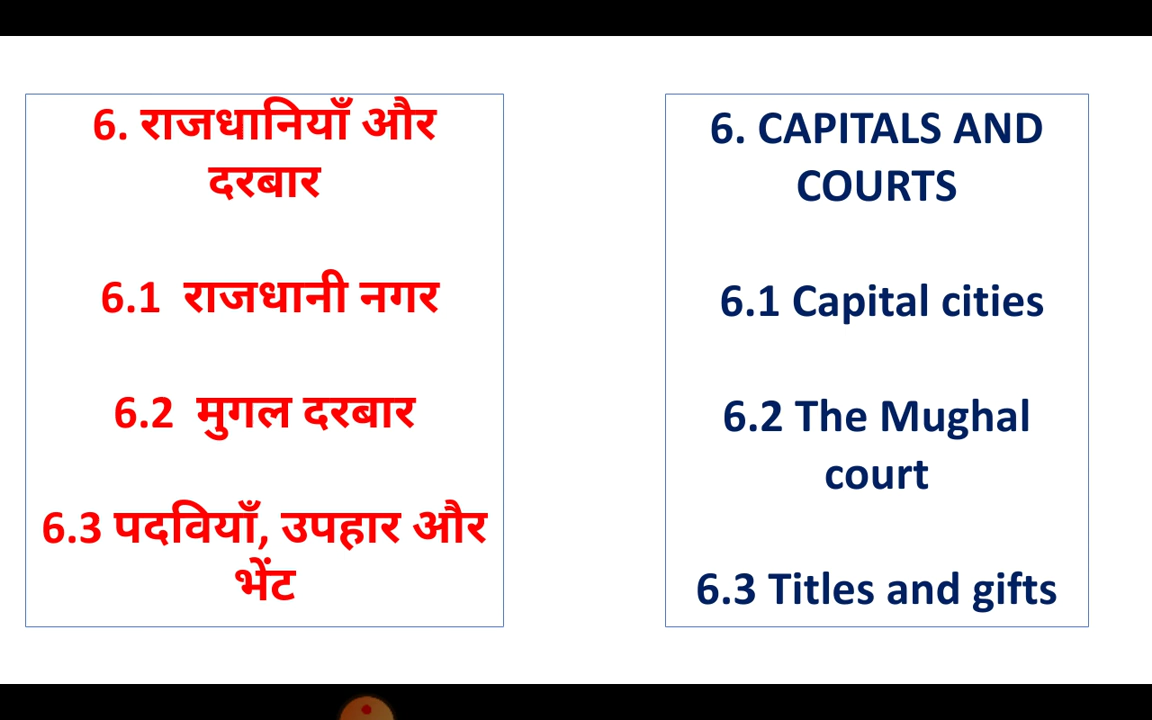 6. राजधानियाँ और
दरबार
6.1 राजधानी नगर
6.2 मुगल दरबार
6.3 पदवियाँ, उपहार और
भेंट
6. CAPITALS AND
COURTS
6.1 Capital cities
6.2 The Mughal
court
6.3 Titles and gifts